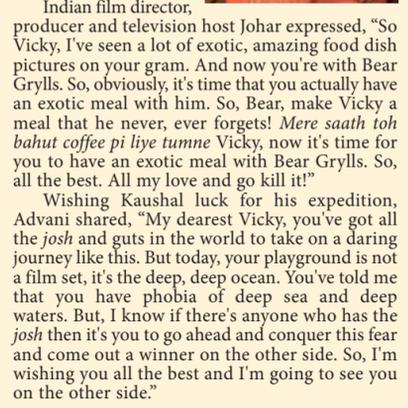 Indian film director,
producer and television host Johar expressed, “So
Vicky, I've seen a lot of exotic, amazing food dish
pictures on your gram. And now you're with Bear
Grylls. So, obviously, it's time that you actually have
an exotic meal with him. So, Bear, make Vicky a
meal that he never, ever forgets! Mere saath toh
bahut coffee pi liye tumne Vicky, now it's time for
you to have an exotic meal with Bear Grylls. So,
all the best. All my love and go kill it!”
Wishing Kaushal luck for his expedition,
Advani shared, “My dearest Vicky, you've got all
the josh and guts in the world to take on a daring
journey like this. But today, your playground is not
a film set, it's the deep, deep ocean. You've told me
that you have phobia of deep sea and deep
waters. But, I know if there's anyone who has the
josh then it's you to go ahead and conquer this fear
and come out a winner on the other side. So, I'm
wishing you all the best and I'm going to see you
on the other side.”